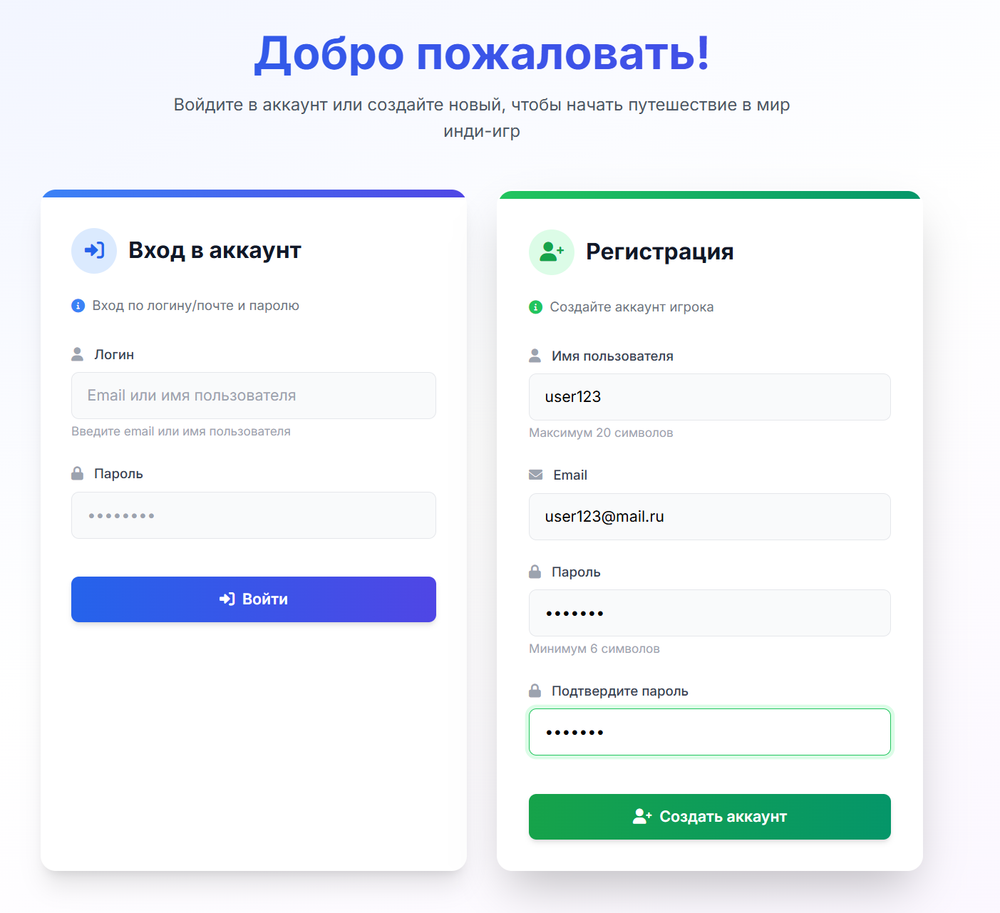 Добро пожаловать!
Войдите в аккаунт или создайте новый, чтобы начать путешествие в мир
инди-игр
Вход в аккаунт
Вход по логину/почте и паролю
Логин
Email или имя пользователя
Введите email или имя пользователя
Пароль
••••••••
Войти
Регистрация
Создайте аккаунт игрока
Имя пользователя
user123
Максимум 20 символов
Email
user123@mail.ru
Пароль
•••••••
Минимум 6 символов
Подтвердите пароль
•••••••
Создать аккаунт